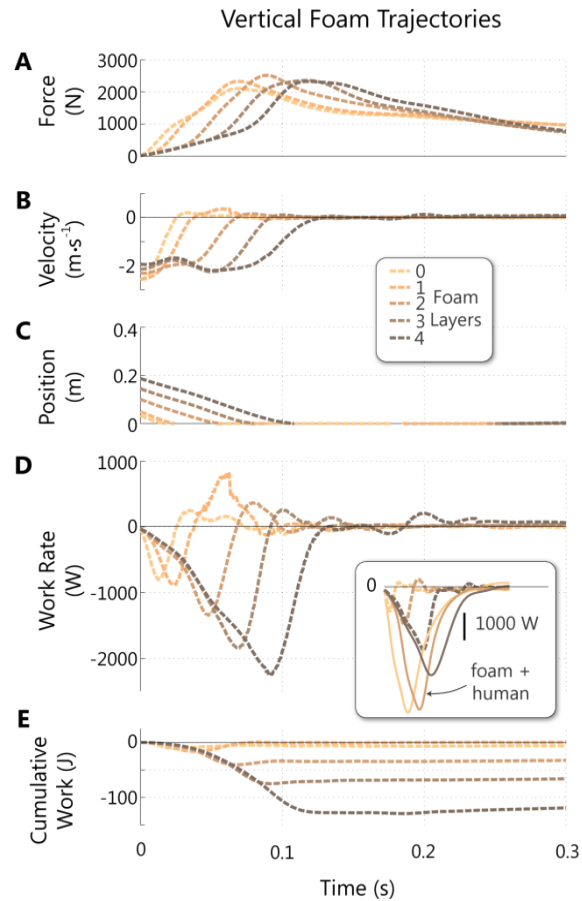 Vertical Foam Trajectories
A
Force
(N)
3000
2000
1000
0
B
Velocity
(m·s⁻¹)
0
-2
0
1
2
3
4
Foam
Layers
C
Position
(m)
0.4
0.2
0
D
Work Rate
(W)
1000
0
-1000
-2000
0
1000 W
foam +
human
E
Cumulative
Work (J)
0
-100
0
0.1
0.2
0.3
Time (s)